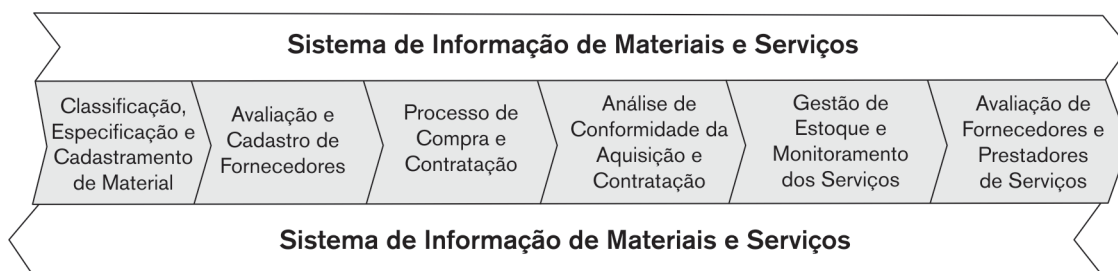 Sistema de Informação de Materiais e Serviços
Classificação,
Especificação e
Cadastramento
de Material
Avaliação e
Cadastro de
Fornecedores
Processo de
Compra e
Contratação
Análise de
Conformidade da
Aquisição e
Contratação
Gestão de
Estoque e
Monitoramento
dos Serviços
Avaliação de
Fornecedores e
Prestadores
de Serviços
Sistema de Informação de Materiais e Serviços